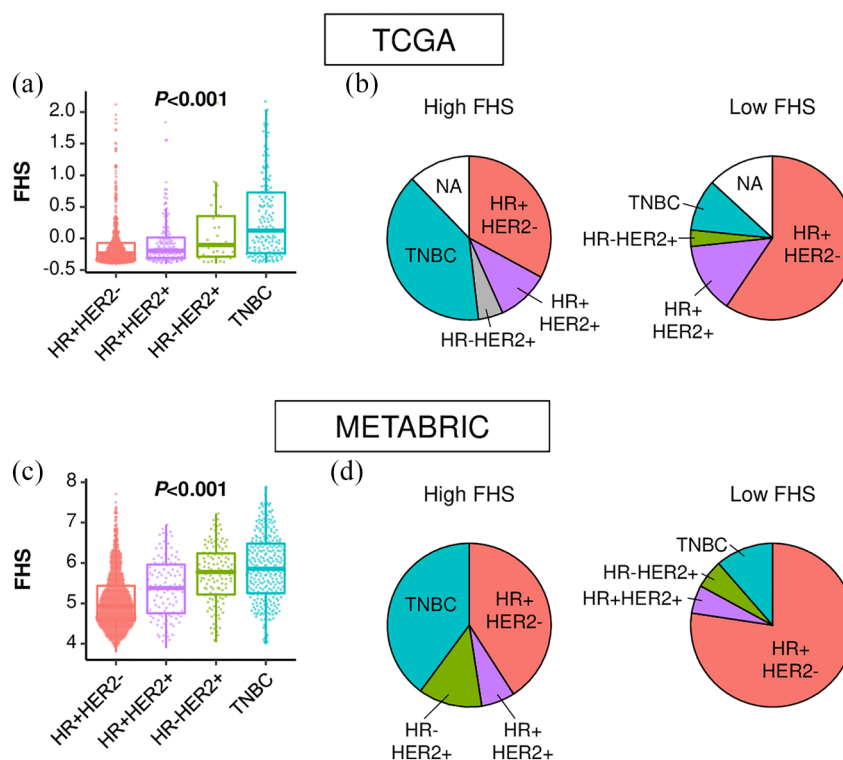 TCGA
(a)
P<0.001
FHS
2.0
1.5
1.0
0.5
0.0
-0.5
HR+HER2-
HR+HER2+
HR-HER2+
TNBC
(b)
High FHS
NA
HR+
HER2-
TNBC
HR+
HER2+
HR-HER2+
Low FHS
NA
TNBC
HR-HER2+
HR+
HER2-
HR+
HER2+
METABRIC
(c)
P<0.001
FHS
8
7
6
5
4
HR+HER2-
HR+HER2+
HR-HER2+
TNBC
(d)
High FHS
TNBC
HR+
HER2-
HR-
HER2+
HR+
HER2+
Low FHS
TNBC
HR-HER2+
HR+HER2+
HR+
HER2-